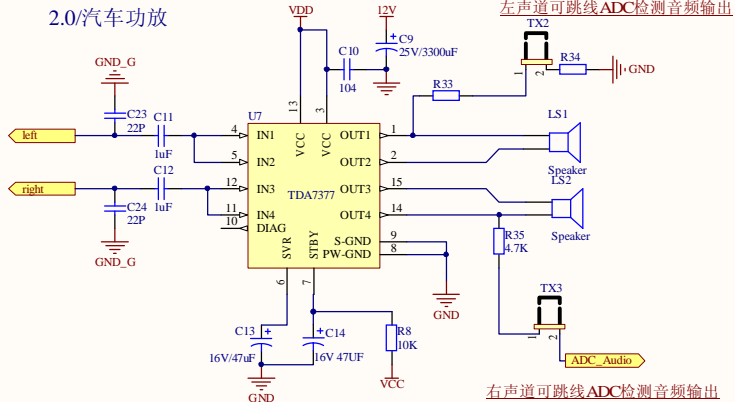 2.0/汽车功放
左声道可跳线ADC检测音频输出
VDD
12V
TX2
C9
25V/3300uF
C10
104
R34
1 2
GND
GND_G
R33
13
3
U7
LS1
C23
22P
C11
1uF
left
4 IN1
VCC
VCC
OUT1 1
5 IN2
OUT2 2
Speaker
LS2
C12
1uF
right
12 IN3
TDA7377
OUT3 15
11 IN4
OUT4 14
C24
22P
10 DIAG
Speaker
GND_G
SVR
STBY
S-GND 9
PW-GND 8
R35
4.7K
6
7
GND
TX3
C13
16V/47uF
C14
16V 47UF
R8
10K
1 2
ADC_Audio
GND
VCC
右声道可跳线ADC检测音频输出